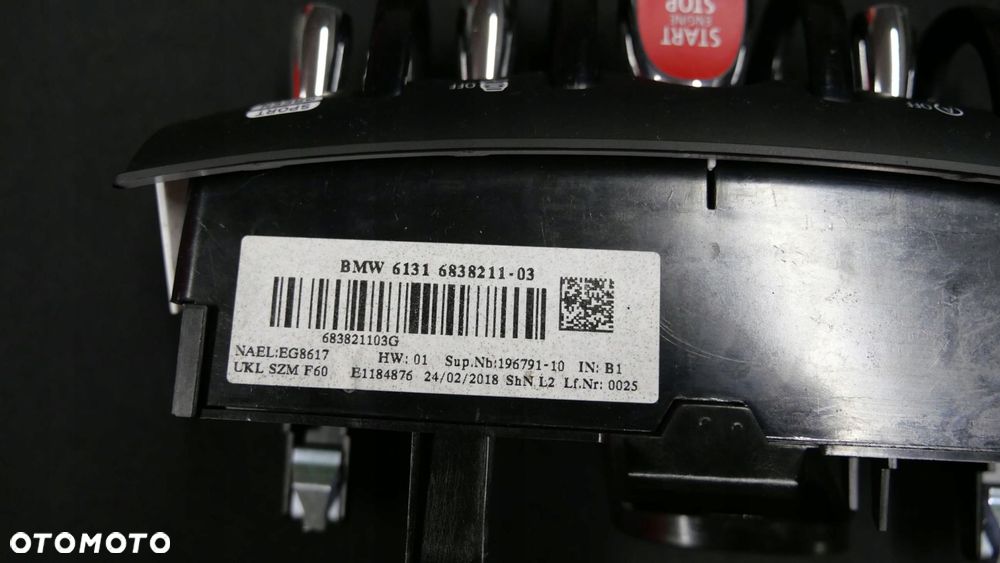 START
ENGINE
STOP
SPORT
OFF
A OFF
BMW 6131 6838211-03
683821103G
NAEL:EG8617 HW: 01 Sup.Nb:196791-10 IN: B1
UKL SZM F60 E1184876 24/02/2018 ShN L2 Lf.Nr: 0025
OTOMOTO